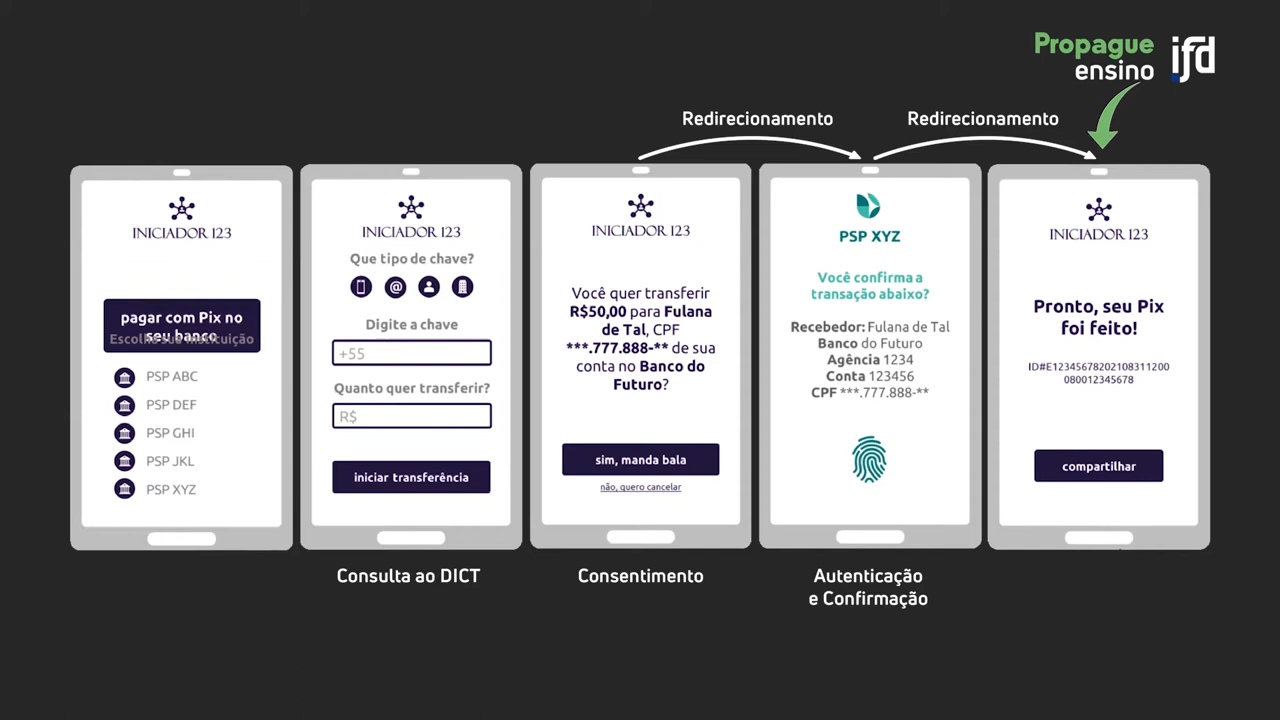 Propague
ensino
ifd
Redirecionamento
Redirecionamento
INICIADOR 123
pagar com Pix no
seu banco
Escolha sua instituição
PSP ABC
PSP DEF
PSP GHI
PSP JKL
PSP XYZ
INICIADOR 123
Que tipo de chave?
@
Digite a chave
+55
Quanto quer transferir?
R$
iniciar transferência
Consulta ao DICT
INICIADOR 123
Você quer transferir
R$50,00 para Fulana
de Tal, CPF
***.777.888-** de sua
conta no Banco do
Futuro?
sim, manda bala
não, quero cancelar
Consentimento
PSP XYZ
Você confirma a
transação abaixo?
Recebedor: Fulana de Tal
Banco do Futuro
Agência 1234
Conta 123456
CPF ***.777.888-**
Autenticação
e Confirmação
INICIADOR 123
Pronto, seu Pix
foi feito!
ID#E12345678202108311200
080012345678
compartilhar